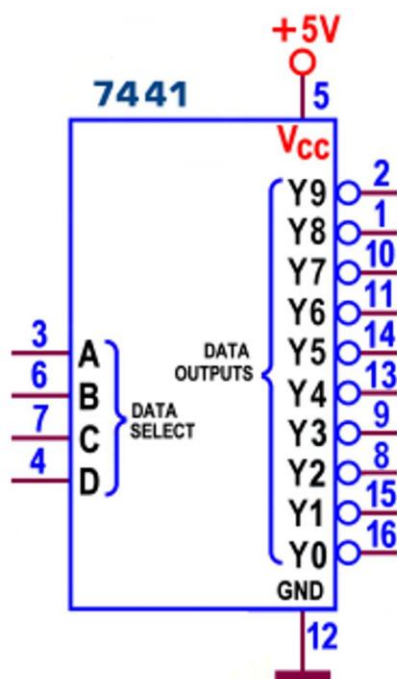 +5V
7441
5
Vcc
Y9 2
Y8 1
Y7 10
Y6 11
3 A
DATA OUTPUTS
Y5 14
6 B
DATA SELECT
Y4 13
7 C
Y3 9
4 D
Y2 8
Y1 15
Y0 16
GND
12